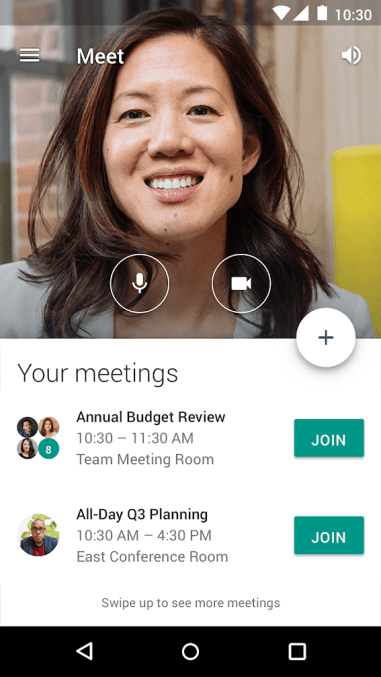 10:30
Meet
Your meetings
Annual Budget Review
10:30 – 11:30 AM
Team Meeting Room
JOIN
8
All-Day Q3 Planning
10:30 AM – 4:30 PM
East Conference Room
JOIN
Swipe up to see more meetings